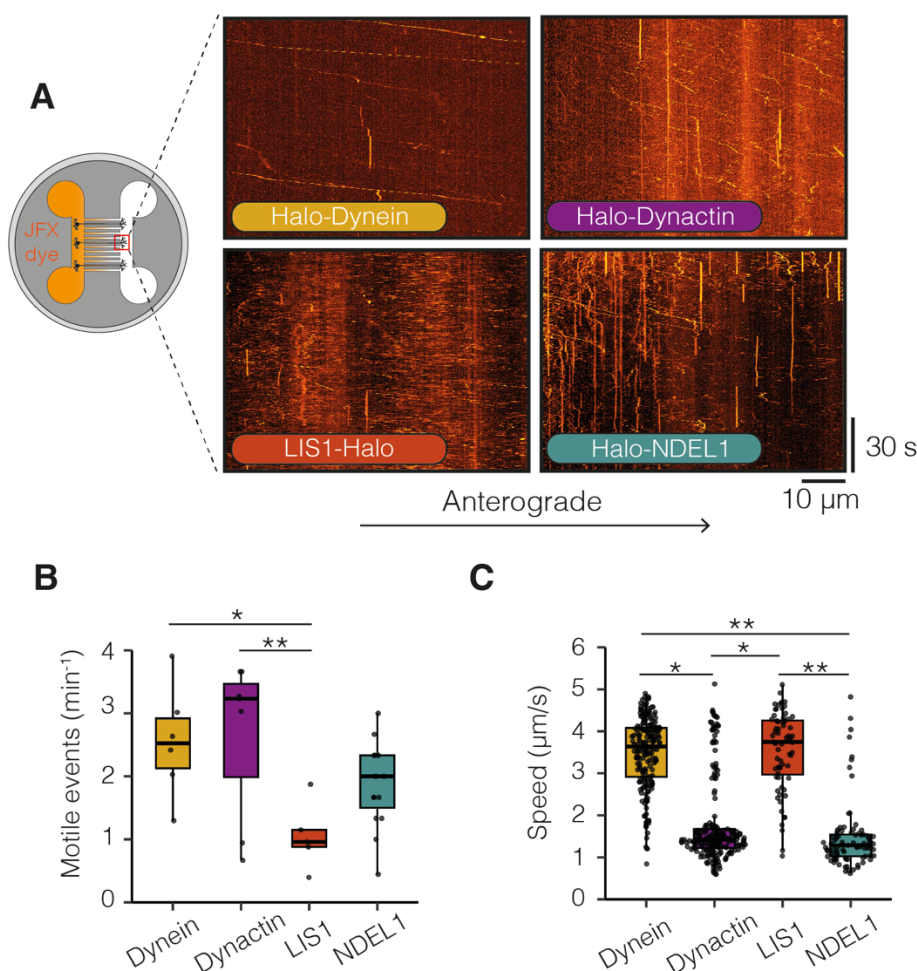 A
JFX
dye
Halo-Dynein
Halo-Dynactin
LIS1-Halo
Halo-NDEL1
30 s
10 µm
Anterograde
B
Motile events (min⁻¹)
4
3
2
1
0
*
**
Dynein
Dynactin
LIS1
NDEL1
C
Speed (µm/s)
6
5
4
3
2
1
0
**
*
*
**
Dynein
Dynactin
LIS1
NDEL1